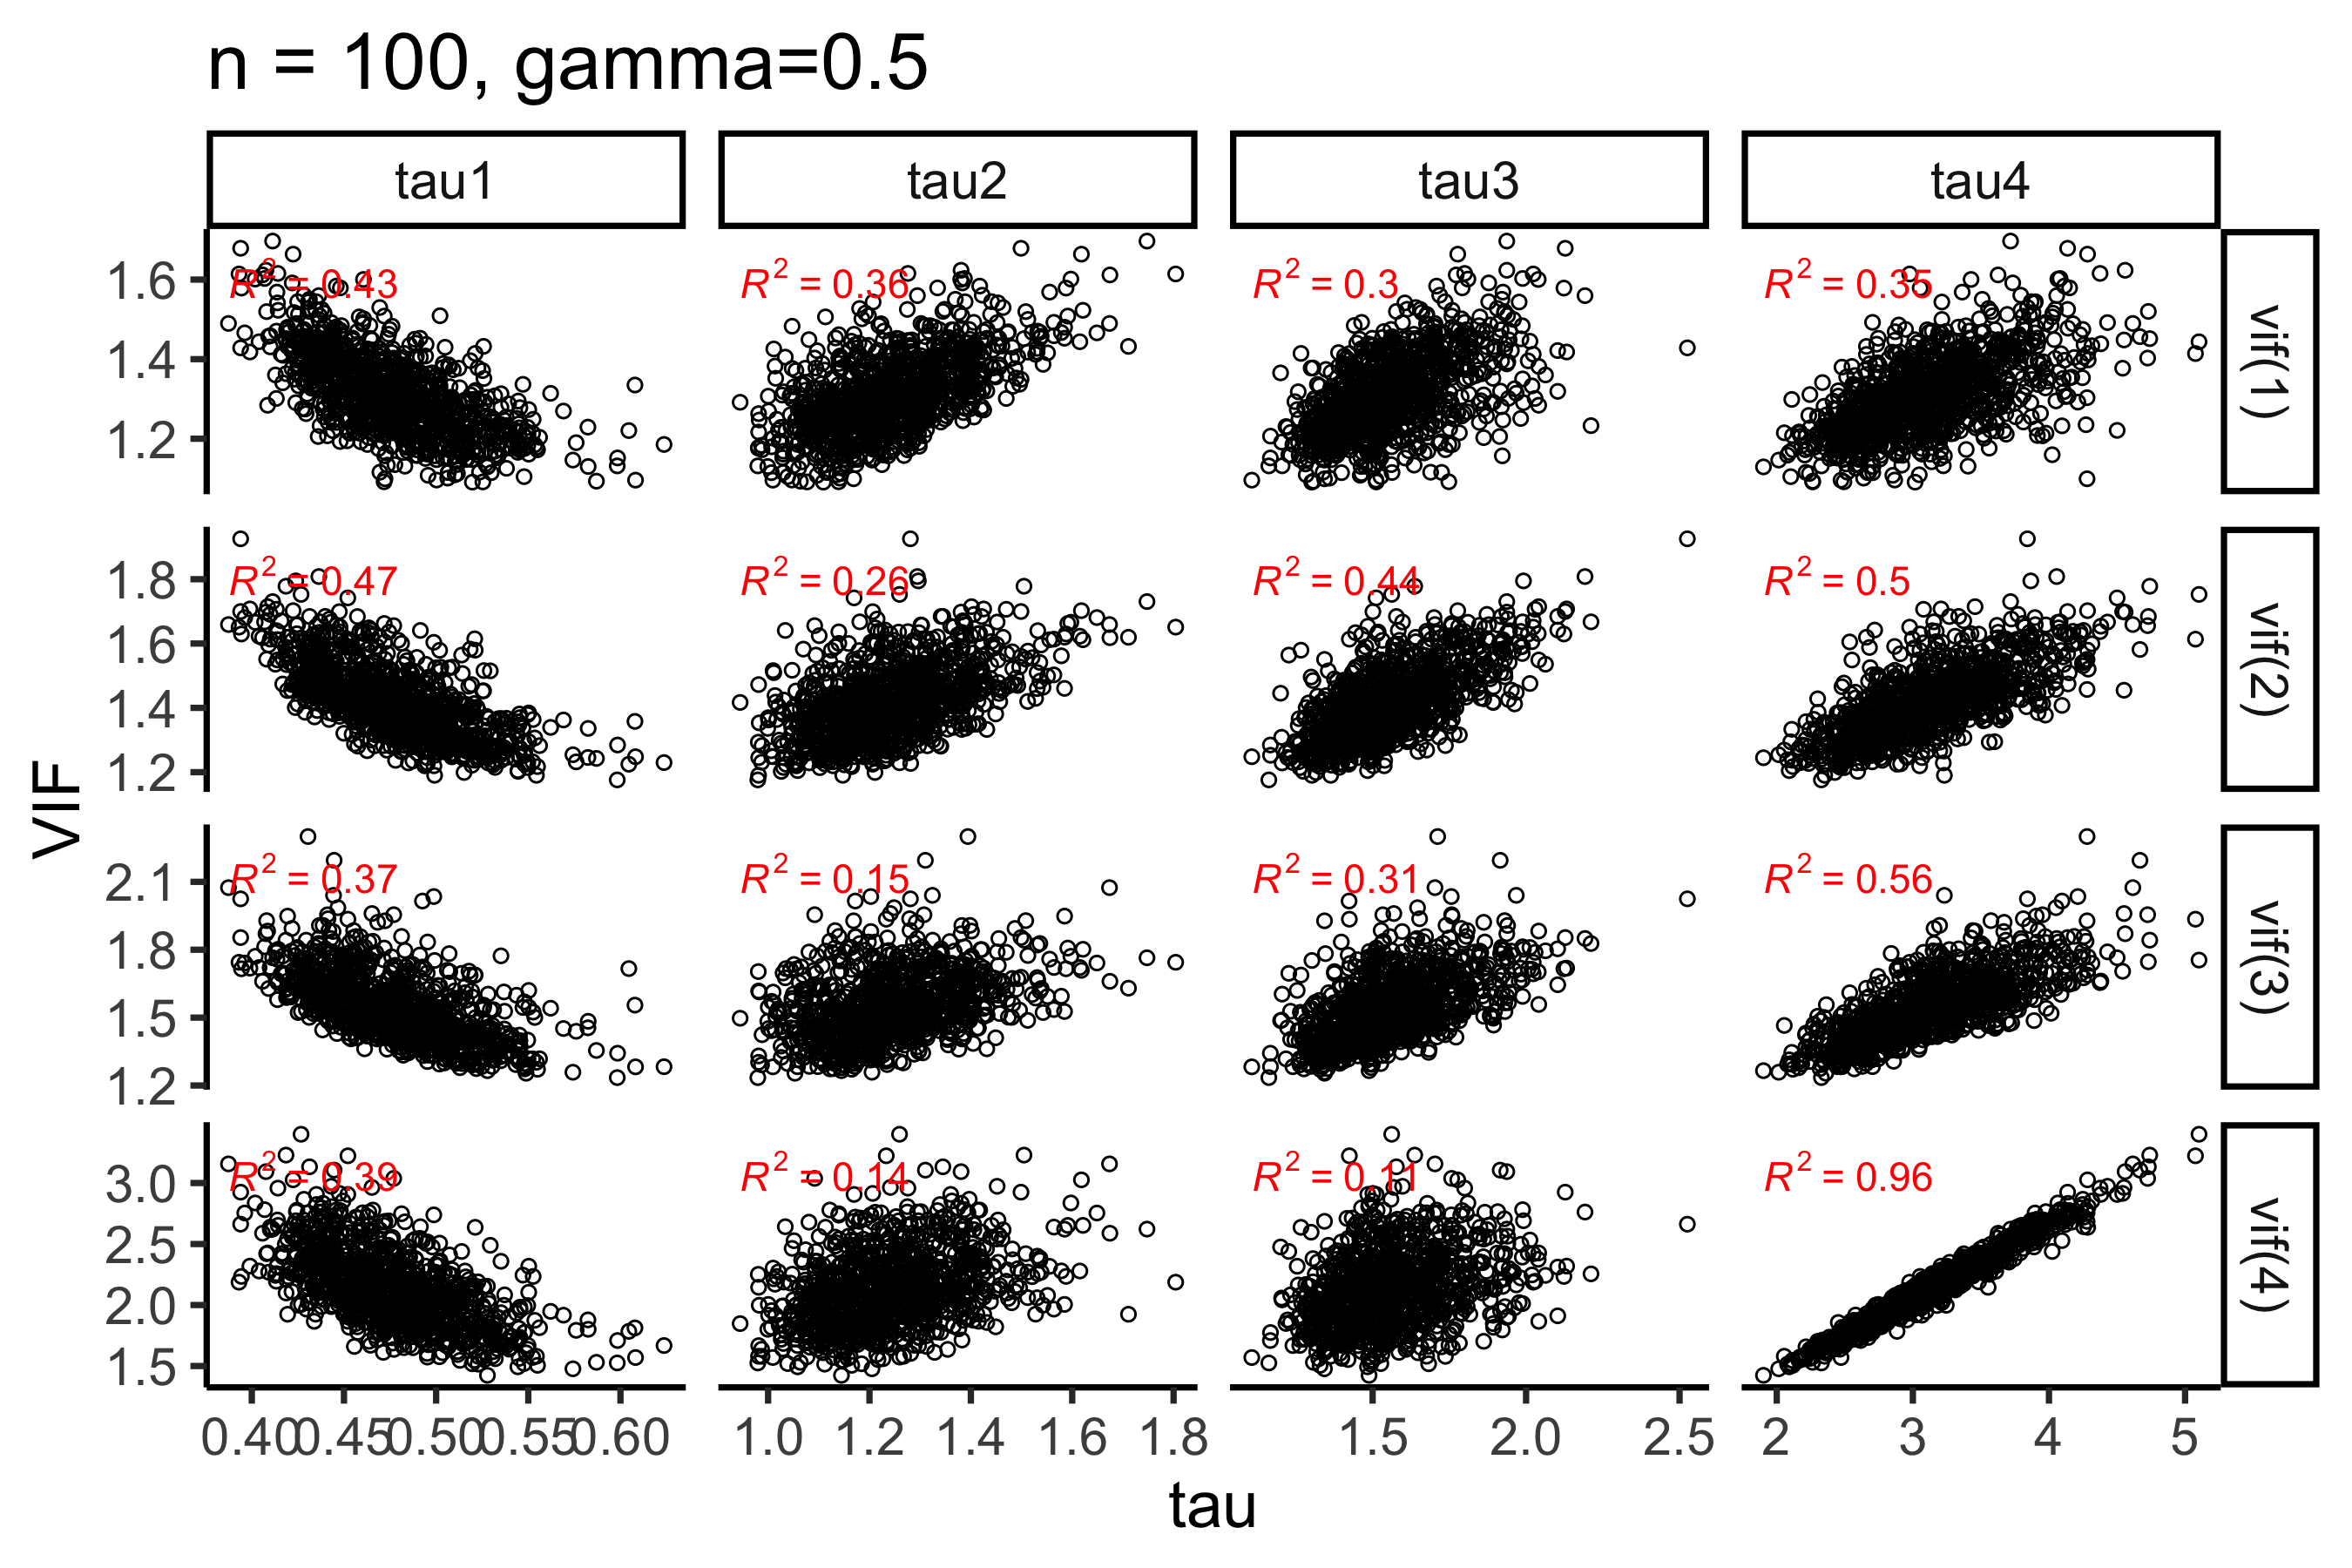 n = 100, gamma=0.5
tau1 tau2 tau3 tau4
1.6 1.4 1.2
R² = 0.43 R² = 0.36 R² = 0.3 R² = 0.35
vif(1)
1.8 1.6 1.4 1.2
R² = 0.47 R² = 0.26 R² = 0.44 R² = 0.5
vif(2)
VIF
2.1 1.8 1.5 1.2
R² = 0.37 R² = 0.15 R² = 0.31 R² = 0.56
vif(3)
3.0 2.5 2.0 1.5
R² = 0.39 R² = 0.14 R² = 0.11 R² = 0.96
vif(4)
0.40 0.45 0.50 0.55 0.60 1.0 1.2 1.4 1.6 1.8 1.5 2.0 2.5 2 3 4 5
tau